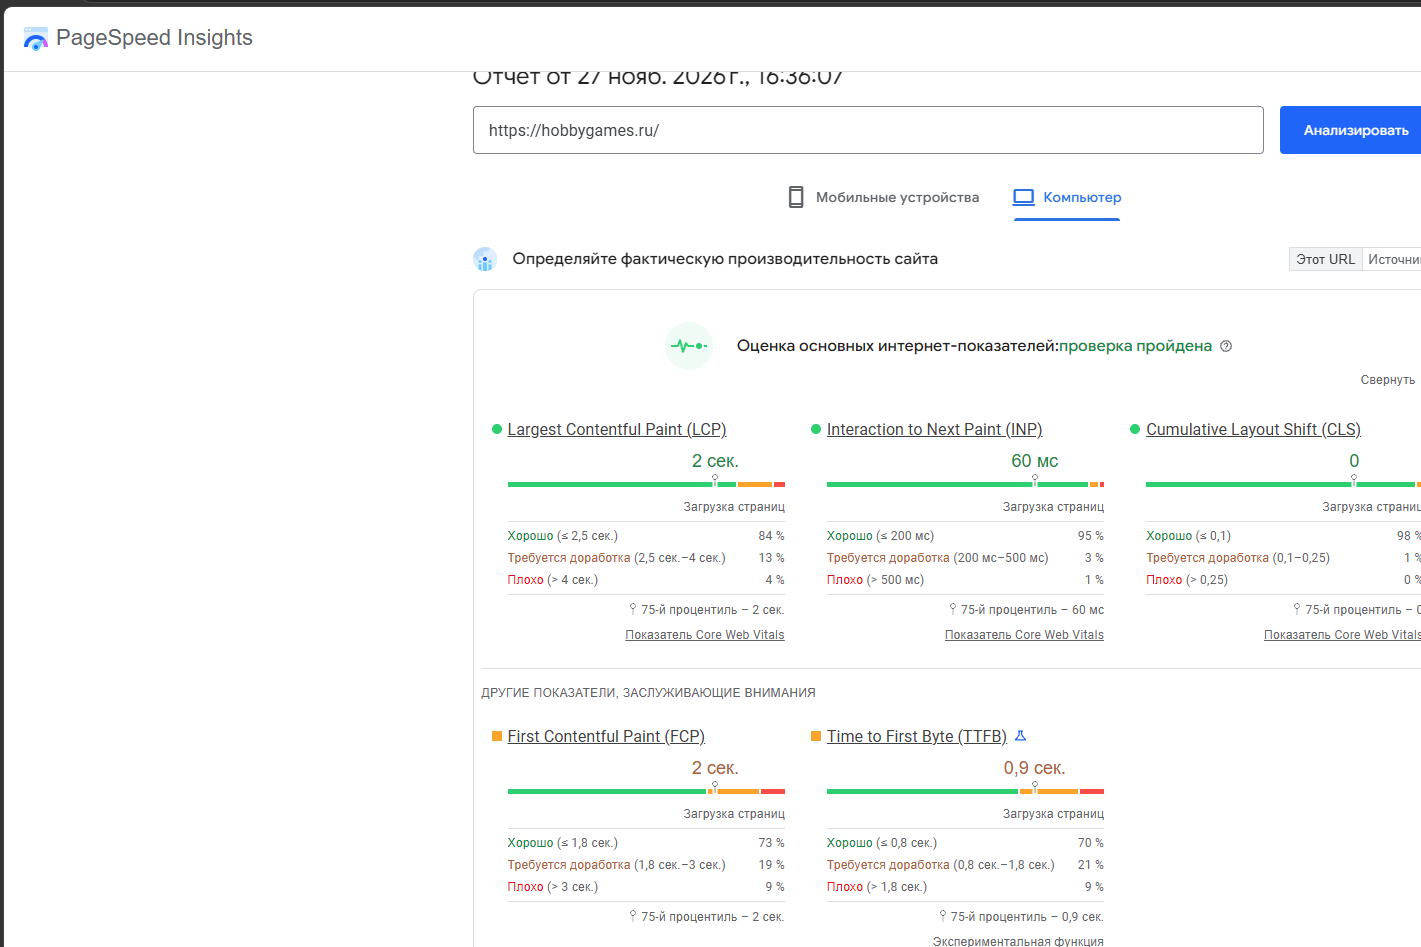 PageSpeed Insights
Отчет от 27 нояб. 2026 г., 16:36:07
https://hobbygames.ru/
Анализировать
Мобильные устройства
Компьютер
Определяйте фактическую производительность сайта
Этот URL
Источни
Оценка основных интернет-показателей:проверка пройдена
Свернуть
Largest Contentful Paint (LCP)
2 сек.
Загрузка страниц
Хорошо (≤ 2,5 сек.) 84 %
Требуется доработка (2,5 сек.–4 сек.) 13 %
Плохо (> 4 сек.) 4 %
75-й процентиль – 2 сек.
Показатель Core Web Vitals
Interaction to Next Paint (INP)
60 мс
Загрузка страниц
Хорошо (≤ 200 мс) 95 %
Требуется доработка (200 мс–500 мс) 3 %
Плохо (> 500 мс) 1 %
75-й процентиль – 60 мс
Показатель Core Web Vitals
Cumulative Layout Shift (CLS)
0
Загрузка страниц
Хорошо (≤ 0,1) 98 %
Требуется доработка (0,1–0,25) 1 %
Плохо (> 0,25) 0 %
75-й процентиль – 0
Показатель Core Web Vitals
ДРУГИЕ ПОКАЗАТЕЛИ, ЗАСЛУЖИВАЮЩИЕ ВНИМАНИЯ
First Contentful Paint (FCP)
2 сек.
Загрузка страниц
Хорошо (≤ 1,8 сек.) 73 %
Требуется доработка (1,8 сек.–3 сек.) 19 %
Плохо (> 3 сек.) 9 %
75-й процентиль – 2 сек.
Time to First Byte (TTFB)
0,9 сек.
Загрузка страниц
Хорошо (≤ 0,8 сек.) 70 %
Требуется доработка (0,8 сек.–1,8 сек.) 21 %
Плохо (> 1,8 сек.) 9 %
75-й процентиль – 0,9 сек.
Экспериментальная функция